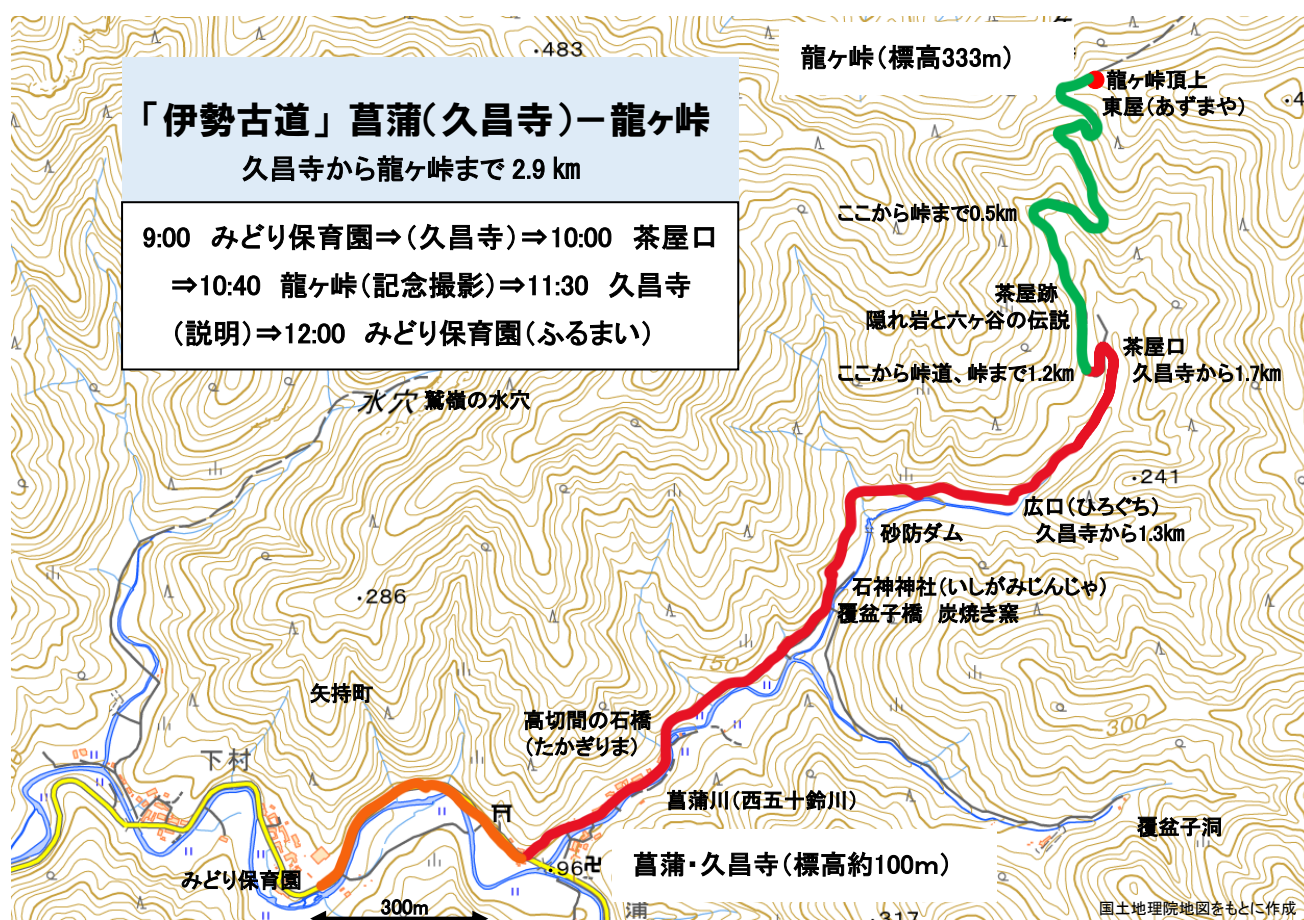 ・483
龍ヶ峠(標高333m)
龍ヶ峠頂上
東屋(あずまや)
・4
「伊勢古道」 菖蒲(久昌寺)－龍ヶ峠
久昌寺から龍ヶ峠まで 2.9 km
9:00 みどり保育園⇒(久昌寺)⇒10:00 茶屋口
⇒10:40 龍ヶ峠(記念撮影)⇒11:30 久昌寺
(説明)⇒12:00 みどり保育園(ふるまい)
ここから峠まで0.5km
茶屋跡
隠れ岩と六ヶ谷の伝説
茶屋口
ここから峠道、峠まで1.2km
久昌寺から1.7km
水穴 鷲嶺の水穴
・241
広口(ひろぐち)
久昌寺から1.3km
砂防ダム
石神神社(いしがみじんじゃ)
覆盆子橋 炭焼き窯
・286
150
矢持町
高切間の石橋
(たかぎりま)
300
下村
菖蒲川(西五十鈴川)
覆盆子洞
みどり保育園
・96
菖蒲・久昌寺(標高約100m)
300m
浦
・317
国土地理院地図をもとに作成